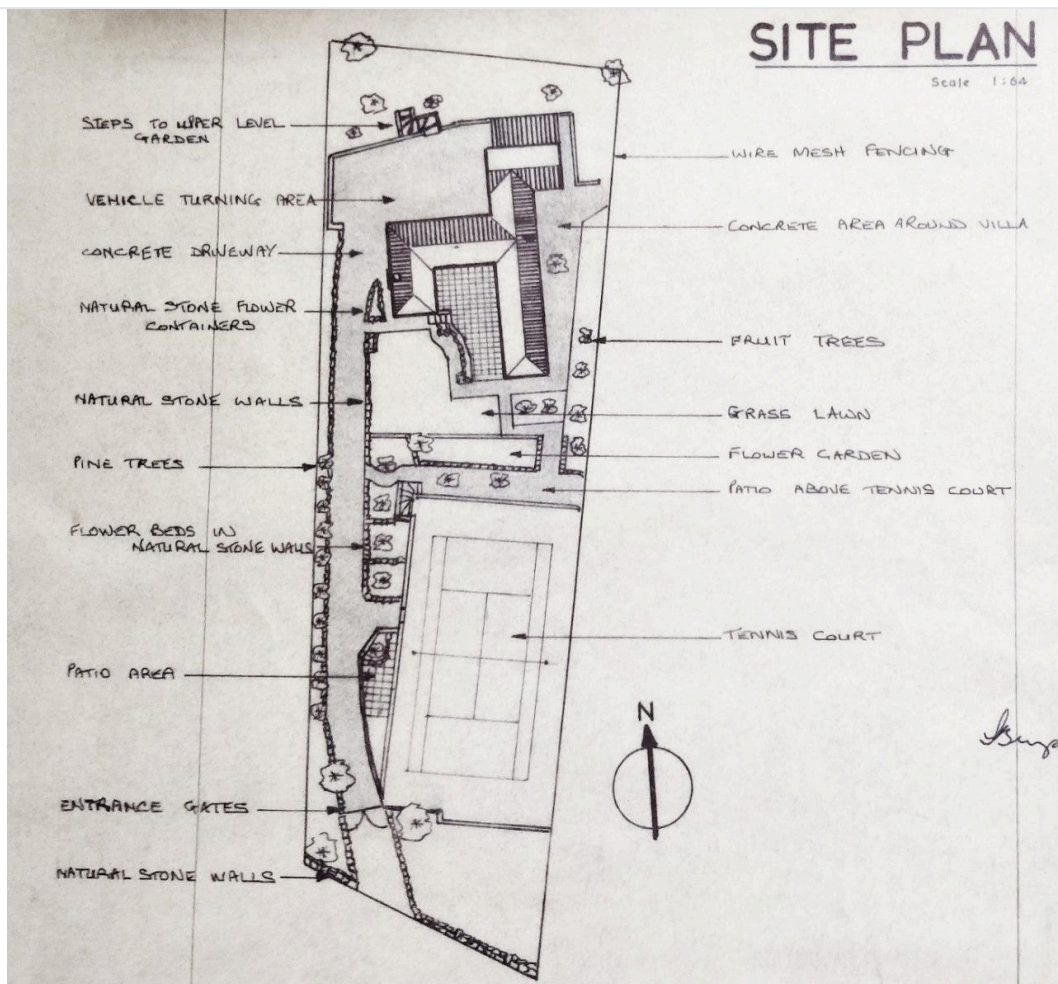 SITE PLAN
Scale 1:64
STEPS TO UPPER LEVEL
GARDEN
VEHICLE TURNING AREA
CONCRETE DRIVEWAY
NATURAL STONE FLOWER
CONTAINERS
NATURAL STONE WALLS
PINE TREES
FLOWER BEDS IN
NATURAL STONE WALLS
PATIO AREA
ENTRANCE GATES
NATURAL STONE WALLS
WIRE MESH FENCING
CONCRETE AREA AROUND VILLA
FRUIT TREES
GRASS LAWN
FLOWER GARDEN
PATIO ABOVE TENNIS COURT
TENNIS COURT
N